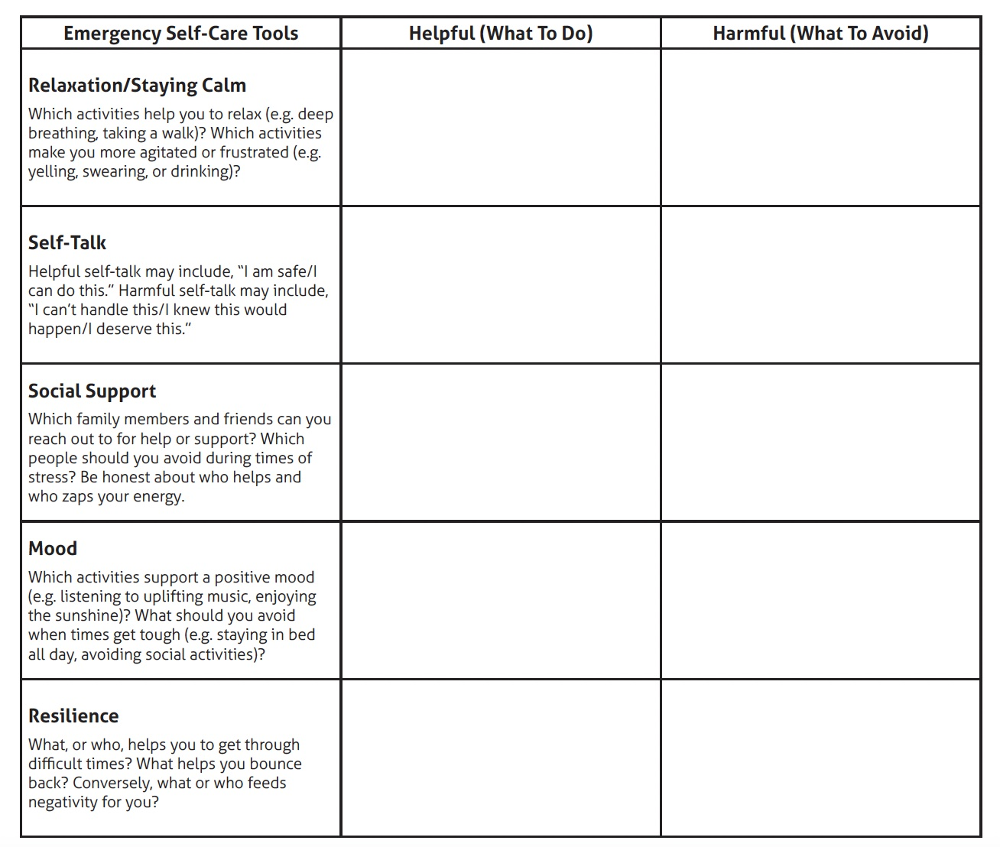 Emergency Self-Care Tools
Helpful (What To Do)
Harmful (What To Avoid)
Relaxation/Staying Calm
Which activities help you to relax (e.g. deep
breathing, taking a walk)? Which activities
make you more agitated or frustrated (e.g.
yelling, swearing, or drinking)?
Self-Talk
Helpful self-talk may include, “I am safe/I
can do this.” Harmful self-talk may include,
“I can’t handle this/I knew this would
happen/I deserve this.”
Social Support
Which family members and friends can you
reach out to for help or support? Which
people should you avoid during times of
stress? Be honest about who helps and
who zaps your energy.
Mood
Which activities support a positive mood
(e.g. listening to uplifting music, enjoying
the sunshine)? What should you avoid
when times get tough (e.g. staying in bed
all day, avoiding social activities)?
Resilience
What, or who, helps you to get through
difficult times? What helps you bounce
back? Conversely, what or who feeds
negativity for you?